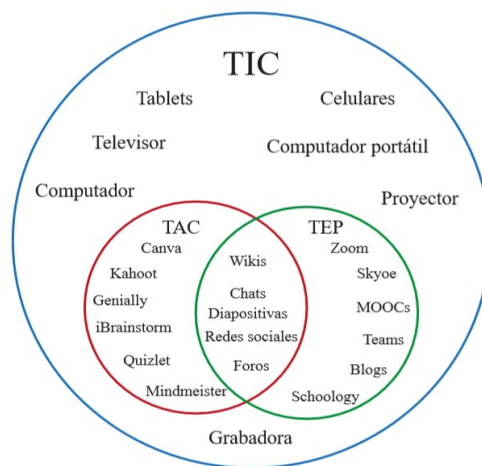 TIC
Tablets
Celulares
Televisor
Computador portátil
Computador
Proyector
TAC
TEP
Canva
Kahoot
Genially
iBrainstorm
Quizlet
Mindmeister
Wikis
Chats
Diapositivas
Redes sociales
Foros
Zoom
Skyoe
MOOCs
Teams
Blogs
Schoology
Grabadora